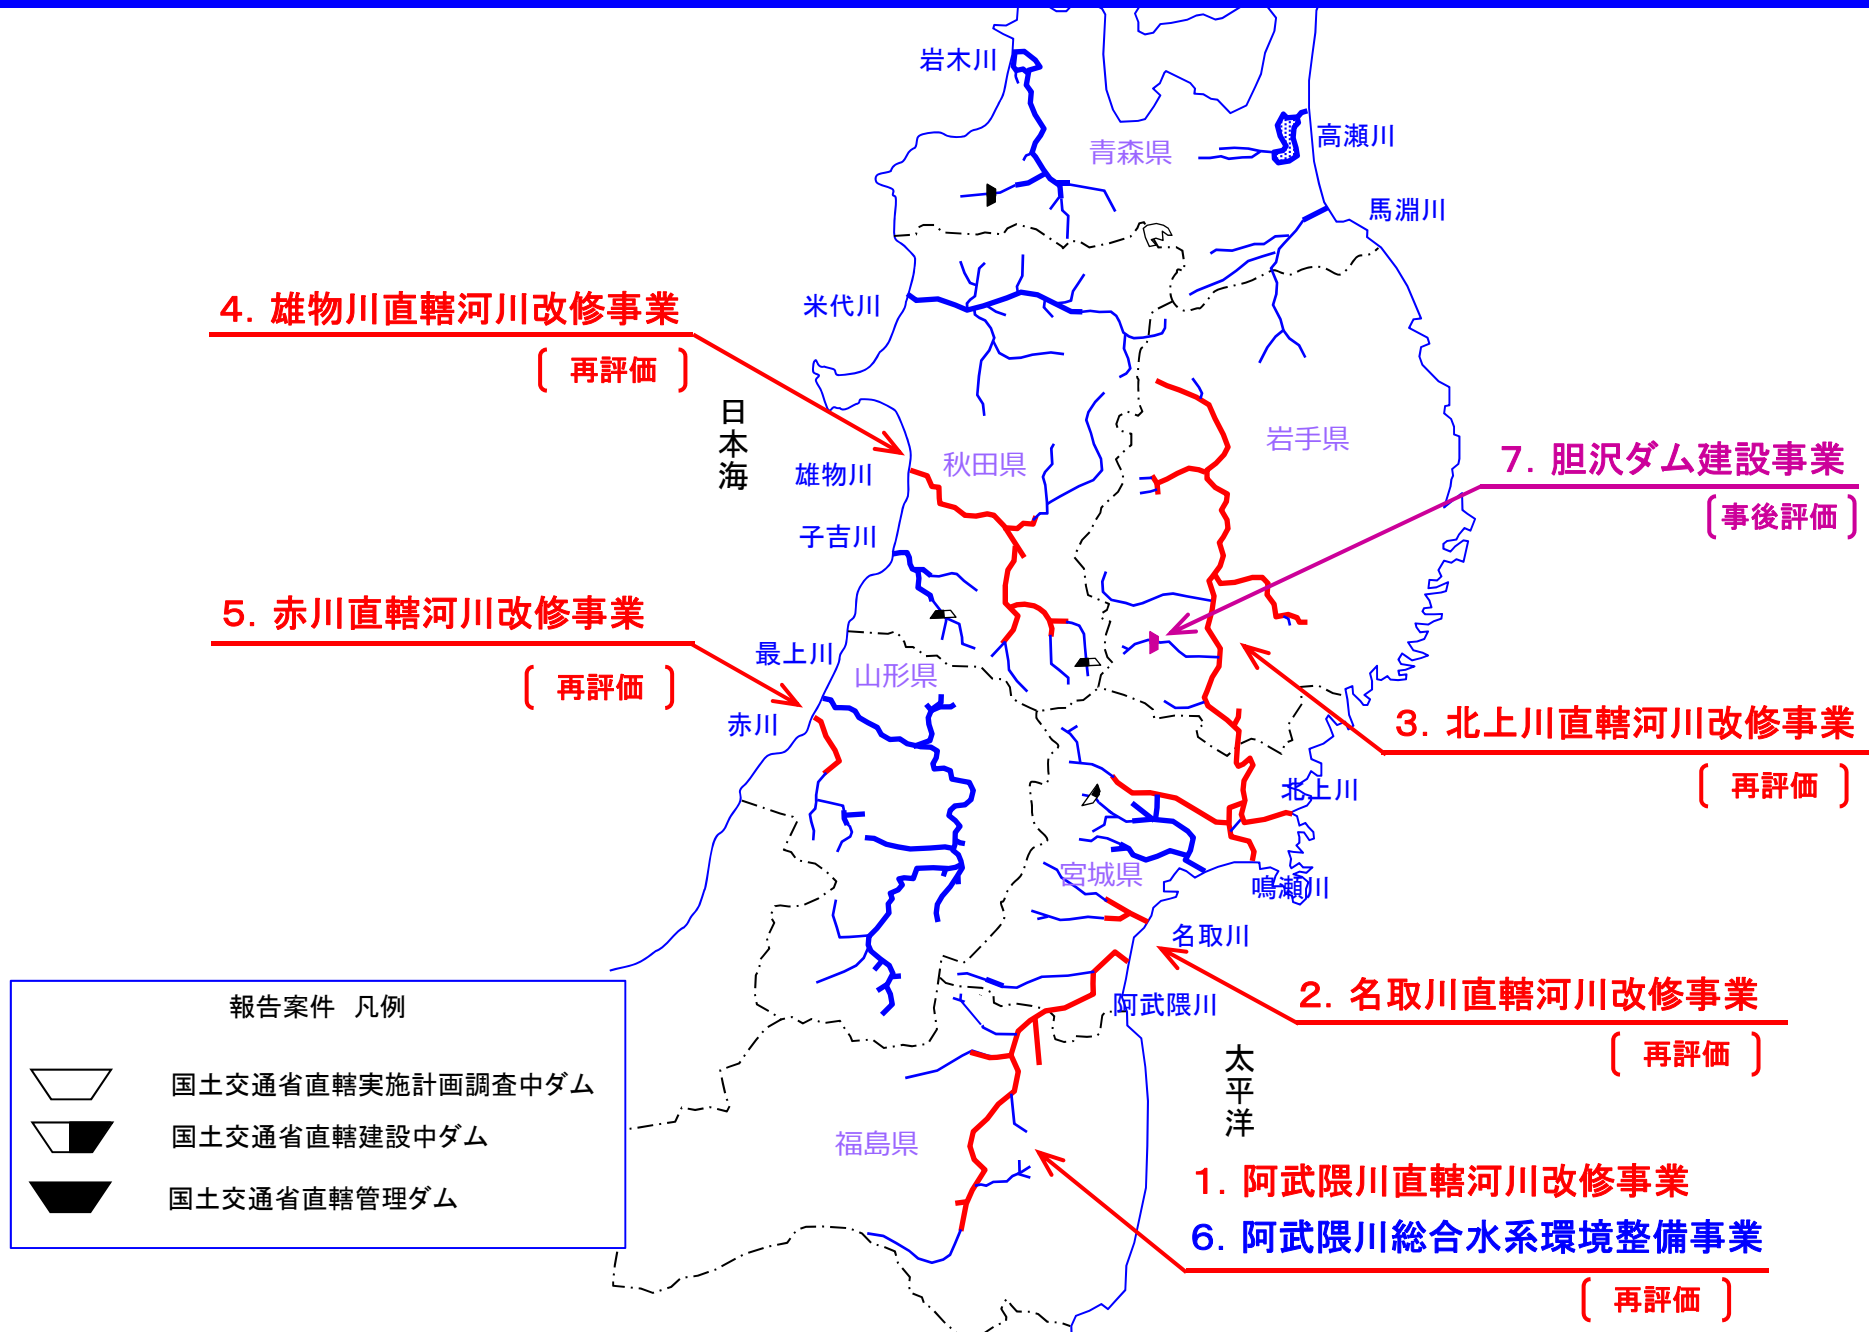 岩木川
青森県
高瀬川
馬淵川
米代川
4. 雄物川直轄河川改修事業
再評価
日本海
雄物川
秋田県
岩手県
7. 胆沢ダム建設事業
事後評価
子吉川
5. 赤川直轄河川改修事業
再評価
最上川
山形県
赤川
3. 北上川直轄河川改修事業
再評価
北上川
宮城県
鳴瀬川
名取川
2. 名取川直轄河川改修事業
再評価
阿武隈川
太平洋
福島県
1. 阿武隈川直轄河川改修事業
6. 阿武隈川総合水系環境整備事業
再評価
報告案件 凡例
国土交通省直轄実施計画調査中ダム
国土交通省直轄建設中ダム
国土交通省直轄管理ダム